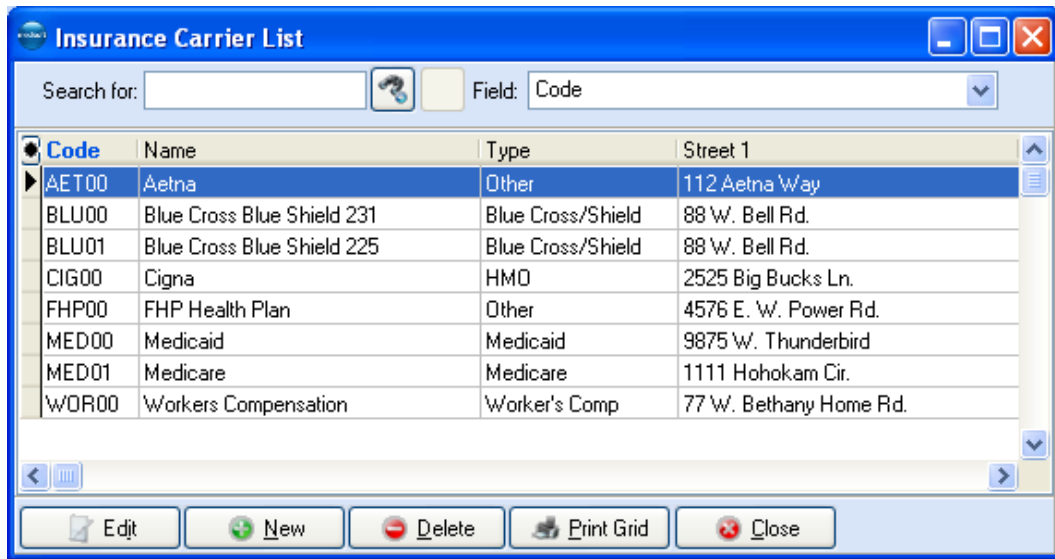 Insurance Carrier List
Search for: Field: Code
Code Name Type Street 1
AET00 Aetna Other 112 Aetna Way
BLU00 Blue Cross Blue Shield 231 Blue Cross/Shield 88 W. Bell Rd.
BLU01 Blue Cross Blue Shield 225 Blue Cross/Shield 88 W. Bell Rd.
CIG00 Cigna HMO 2525 Big Bucks Ln.
FHP00 FHP Health Plan Other 4576 E. W. Power Rd.
MED00 Medicaid Medicaid 9875 W. Thunderbird
MED01 Medicare Medicare 1111 Hohokam Cir.
WOR00 Workers Compensation Worker's Comp 77 W. Bethany Home Rd.
Edit New Delete Print Grid Close